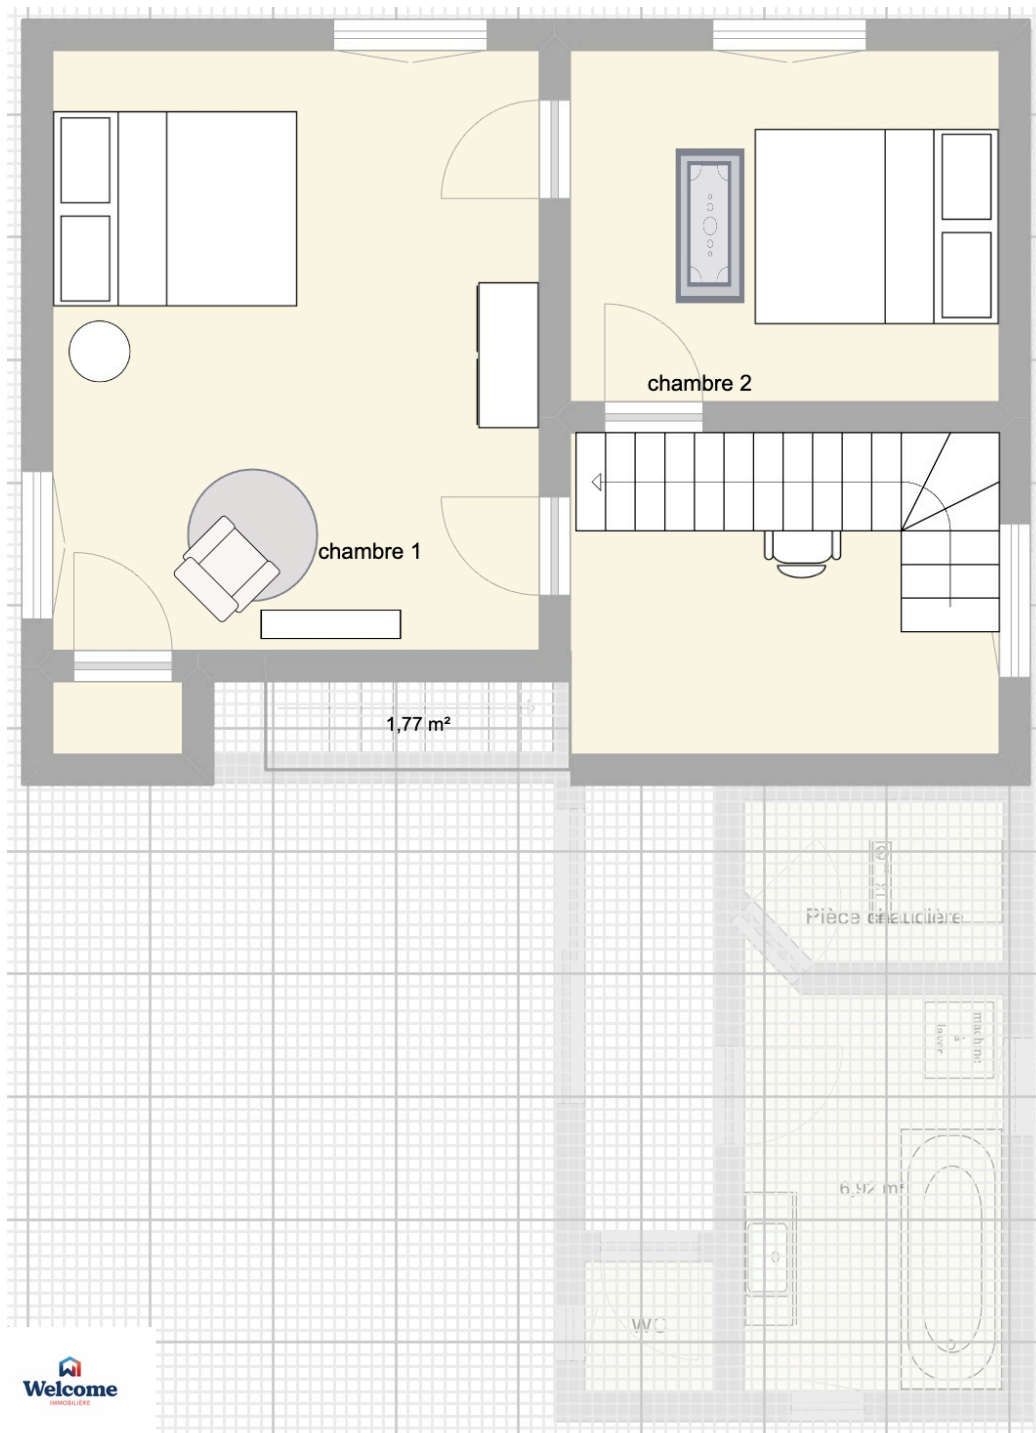 chambre 2
chambre 1
1,77 m²
Pièce chaudière
machine
à
laver
6,92 m²
WC
Welcome
IMMOBILIÈRE